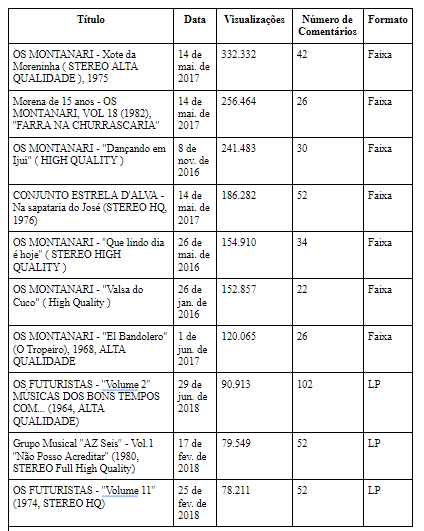 Título Data Visualizações Número de Comentários Formato
OS MONTANARI - Xote da Moreninha ( STEREO ALTA QUALIDADE ), 1975 14 de mai. de 2017 332.332 42 Faixa
Morena de 15 anos - OS MONTANARI, VOL 18 (1982), "FARRA NA CHURRASCARIA" 14 de mai. de 2017 256.464 26 Faixa
OS MONTANARI - "Dançando em Ijui" ( HIGH QUALITY ) 8 de nov. de 2016 241.483 30 Faixa
CONJUNTO ESTRELA D'ALVA - Na sapataria do José (STEREO HQ, 1976) 14 de mai. de 2017 186.282 52 Faixa
OS MONTANARI - "Que lindo dia é hoje" ( STEREO HIGH QUALITY ) 26 de mai. de 2016 154.910 34 Faixa
OS MONTANARI - "Valsa do Cuco" ( High Quality ) 26 de jan. de 2016 152.857 22 Faixa
OS MONTANARI - "El Bandolero" (O Tropeiro), 1968, ALTA QUALIDADE 1 de jun. de 2017 120.065 26 Faixa
OS FUTURISTAS - "Volume 2" MUSICAS DOS BONS TEMPOS COM... (1964, ALTA QUALIDADE) 29 de jun. de 2018 90.913 102 LP
Grupo Musical "AZ Seis" - Vol.1 "Não Posso Acreditar" (1980, STEREO Full High Quality) 17 de fev. de 2018 79.549 52 LP
OS FUTURISTAS - "Volume 11" (1974, STEREO HQ) 25 de fev. de 2018 78.211 52 LP